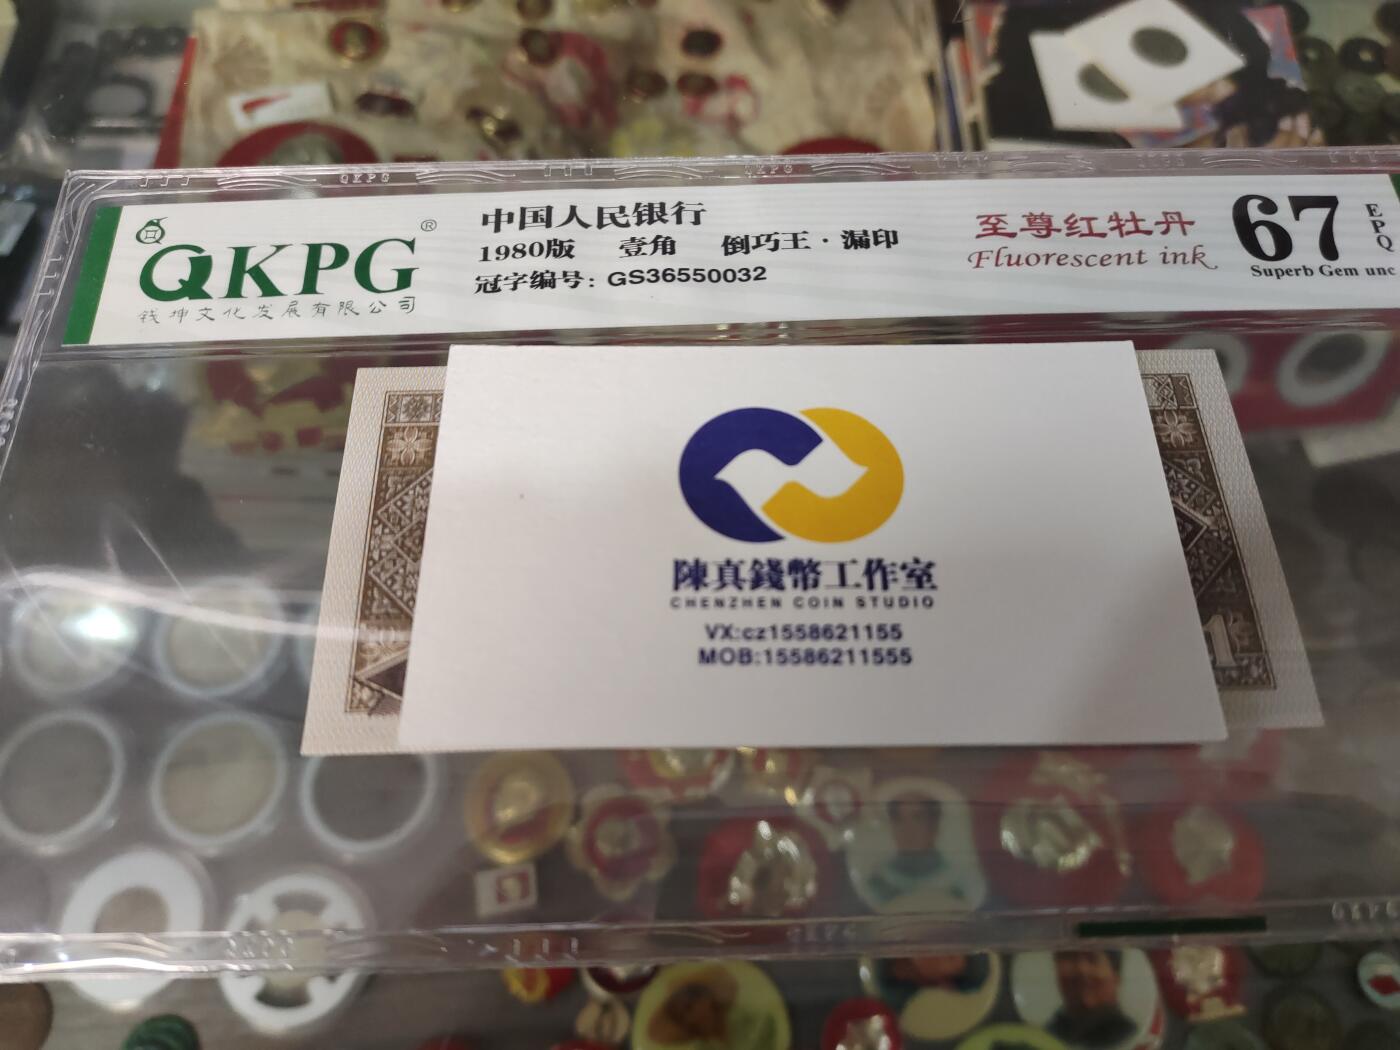 QKPG®
钱坤文化发展有限公司
中国人民银行
1980版 壹角 倒巧王·漏印
冠字编号: GS36550032
至尊红牡丹
Fluorescent ink
67
EPQ
Superb Gem unc
陳真錢幣工作室
CHENZHEN COIN STUDIO
VX:cz1558621155
MOB:15586211555
1